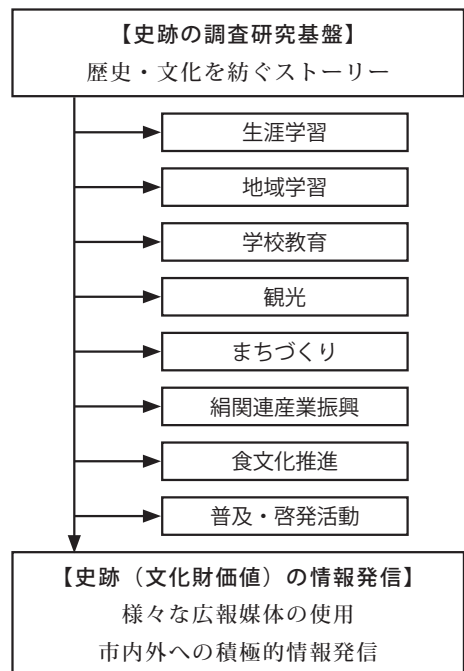 【史跡の調査研究基盤】
歴史・文化を紡ぐストーリー
生涯学習
地域学習
学校教育
観光
まちづくり
絹関連産業振興
食文化推進
普及・啓発活動
【史跡（文化財価値）の情報発信】
様々な広報媒体の使用
市内外への積極的情報発信